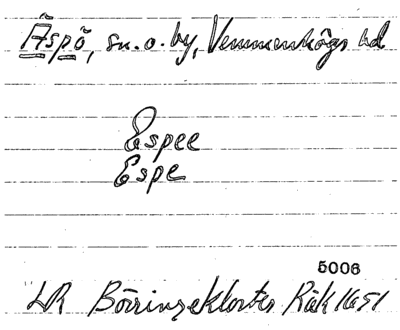 Äspö, sn. o. by, Vemmenhögs hd
Espee
Espe
5006
LR Börringekloster Räk 1651